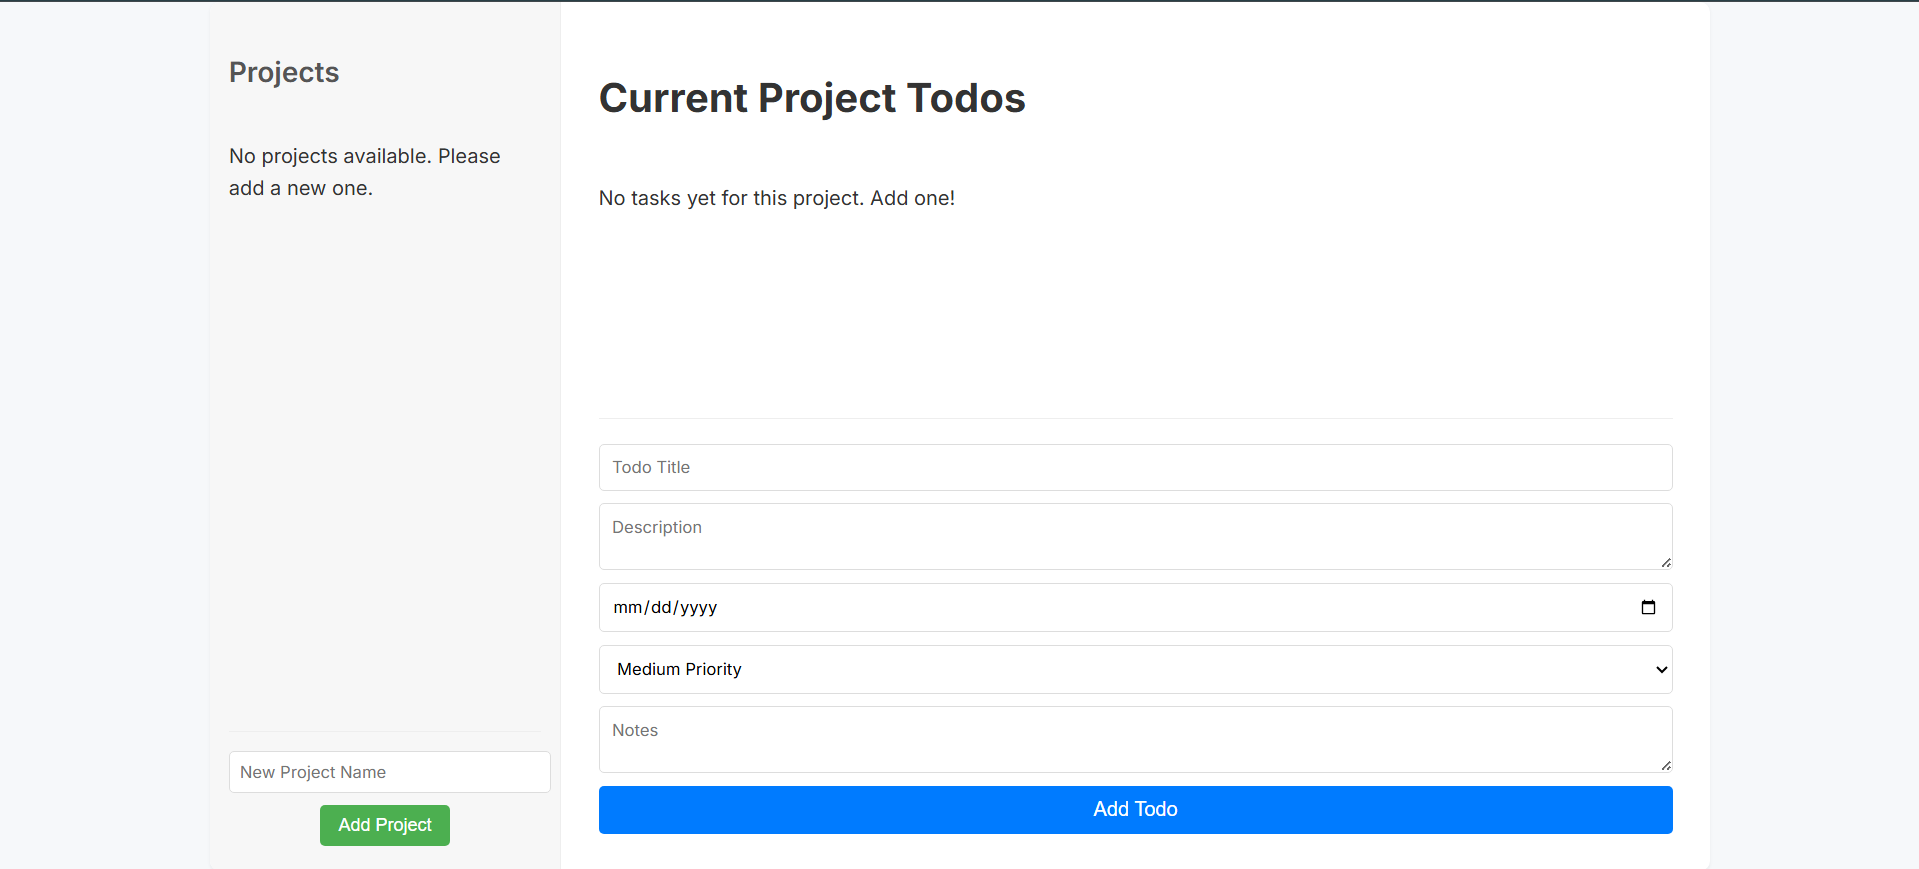 Projects
No projects available. Please
add a new one.
New Project Name
Add Project
Current Project Todos
No tasks yet for this project. Add one!
Todo Title
Description
mm/dd/yyyy
Medium Priority
Notes
Add Todo